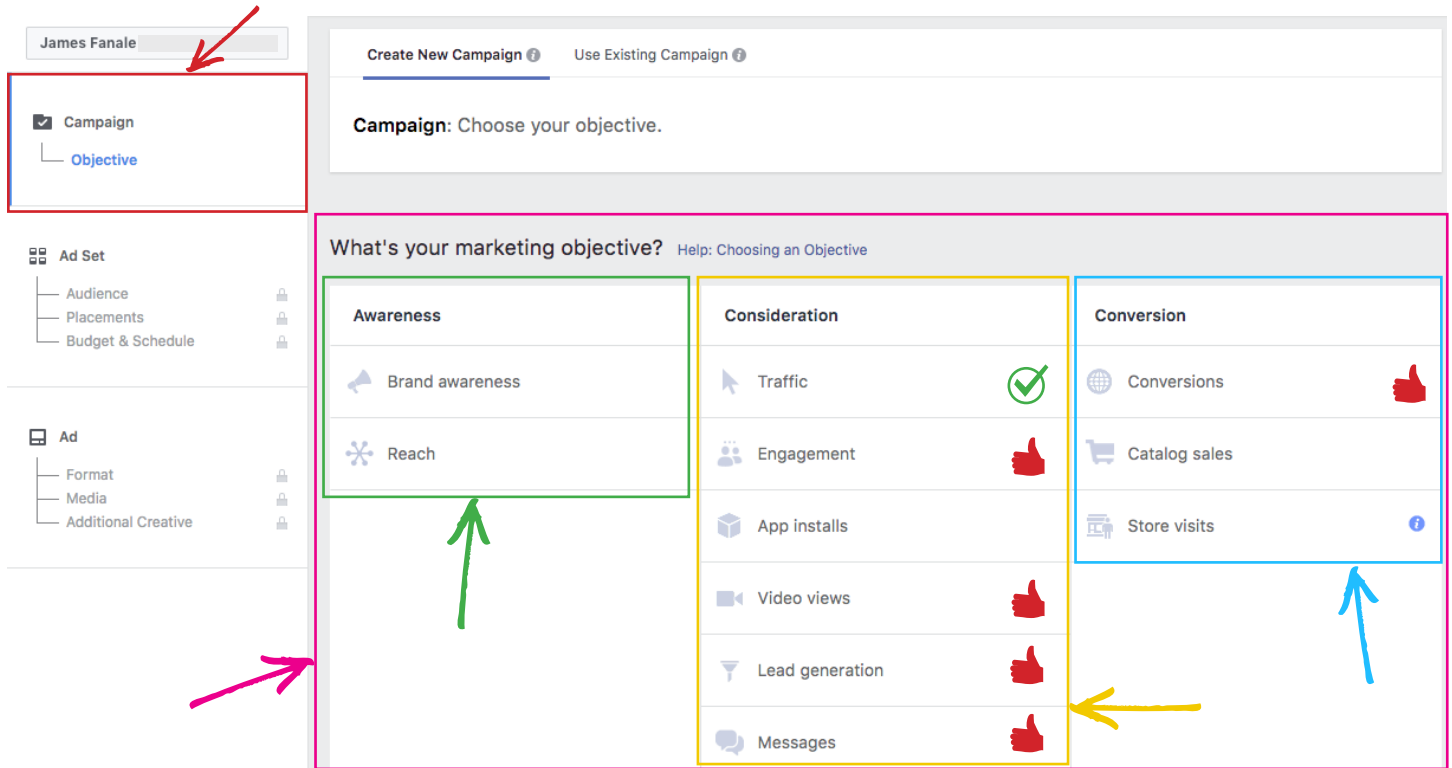 James Fanale
Campaign
Objective
Ad Set
Audience
Placements
Budget & Schedule
Ad
Format
Media
Additional Creative
Create New Campaign i Use Existing Campaign i
Campaign: Choose your objective.
What's your marketing objective? Help: Choosing an Objective
Awareness
Brand awareness
Reach
Consideration
Traffic
Engagement
App installs
Video views
Lead generation
Messages
Conversion
Conversions
Catalog sales
Store visits i